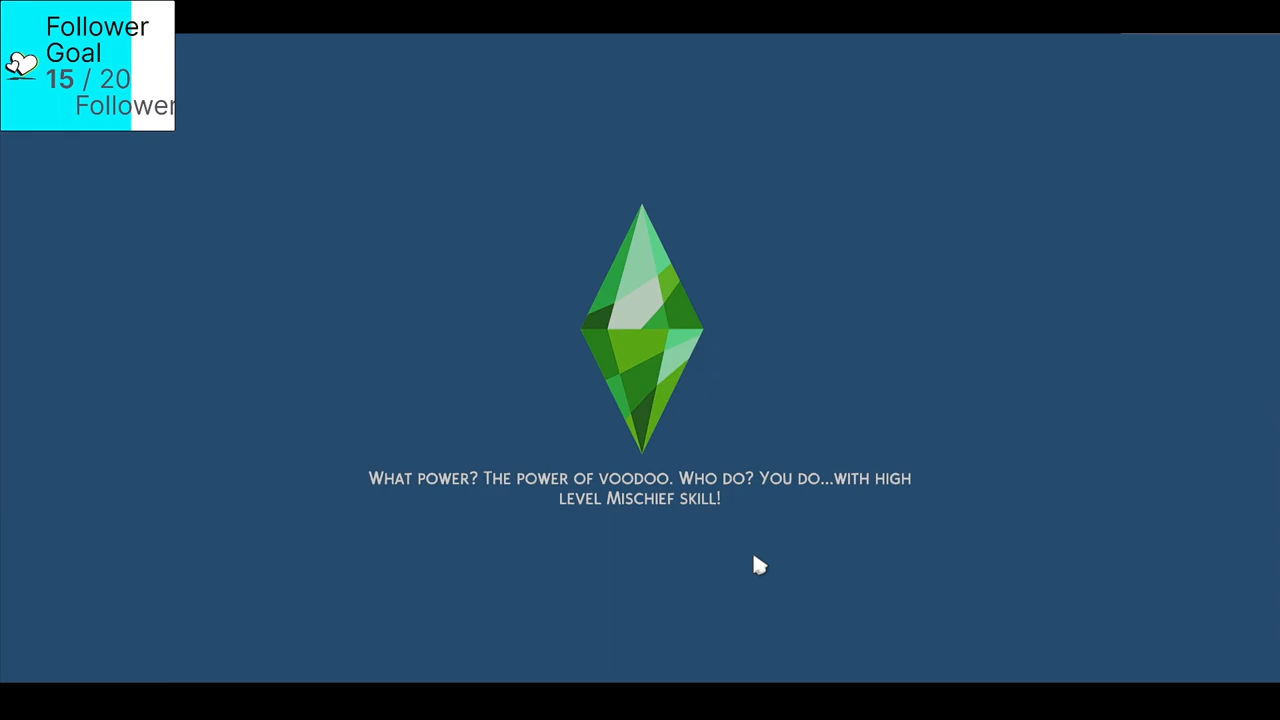 Follower
Goal
15 / 20
Follower
What power? The power of voodoo. Who do? You do...with high
level Mischief skill!